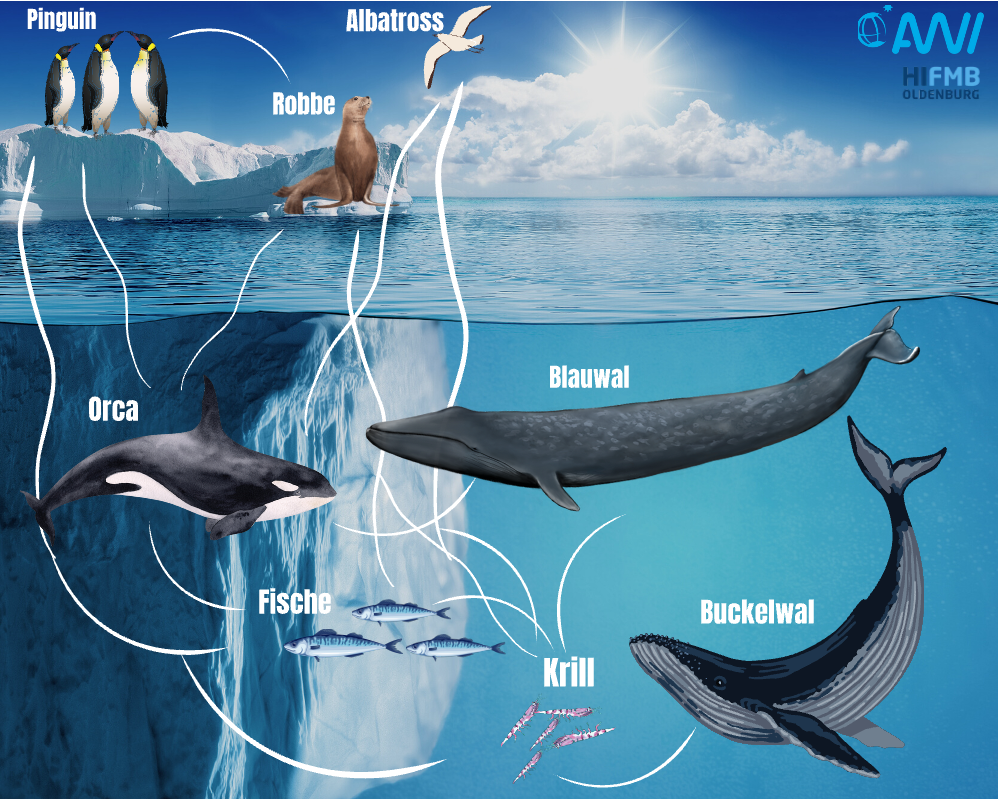 Pinguin
Albatross
AWI
HIFMB
OLDENBURG
Robbe
Blauwal
Orca
Fische
Buckelwal
Krill